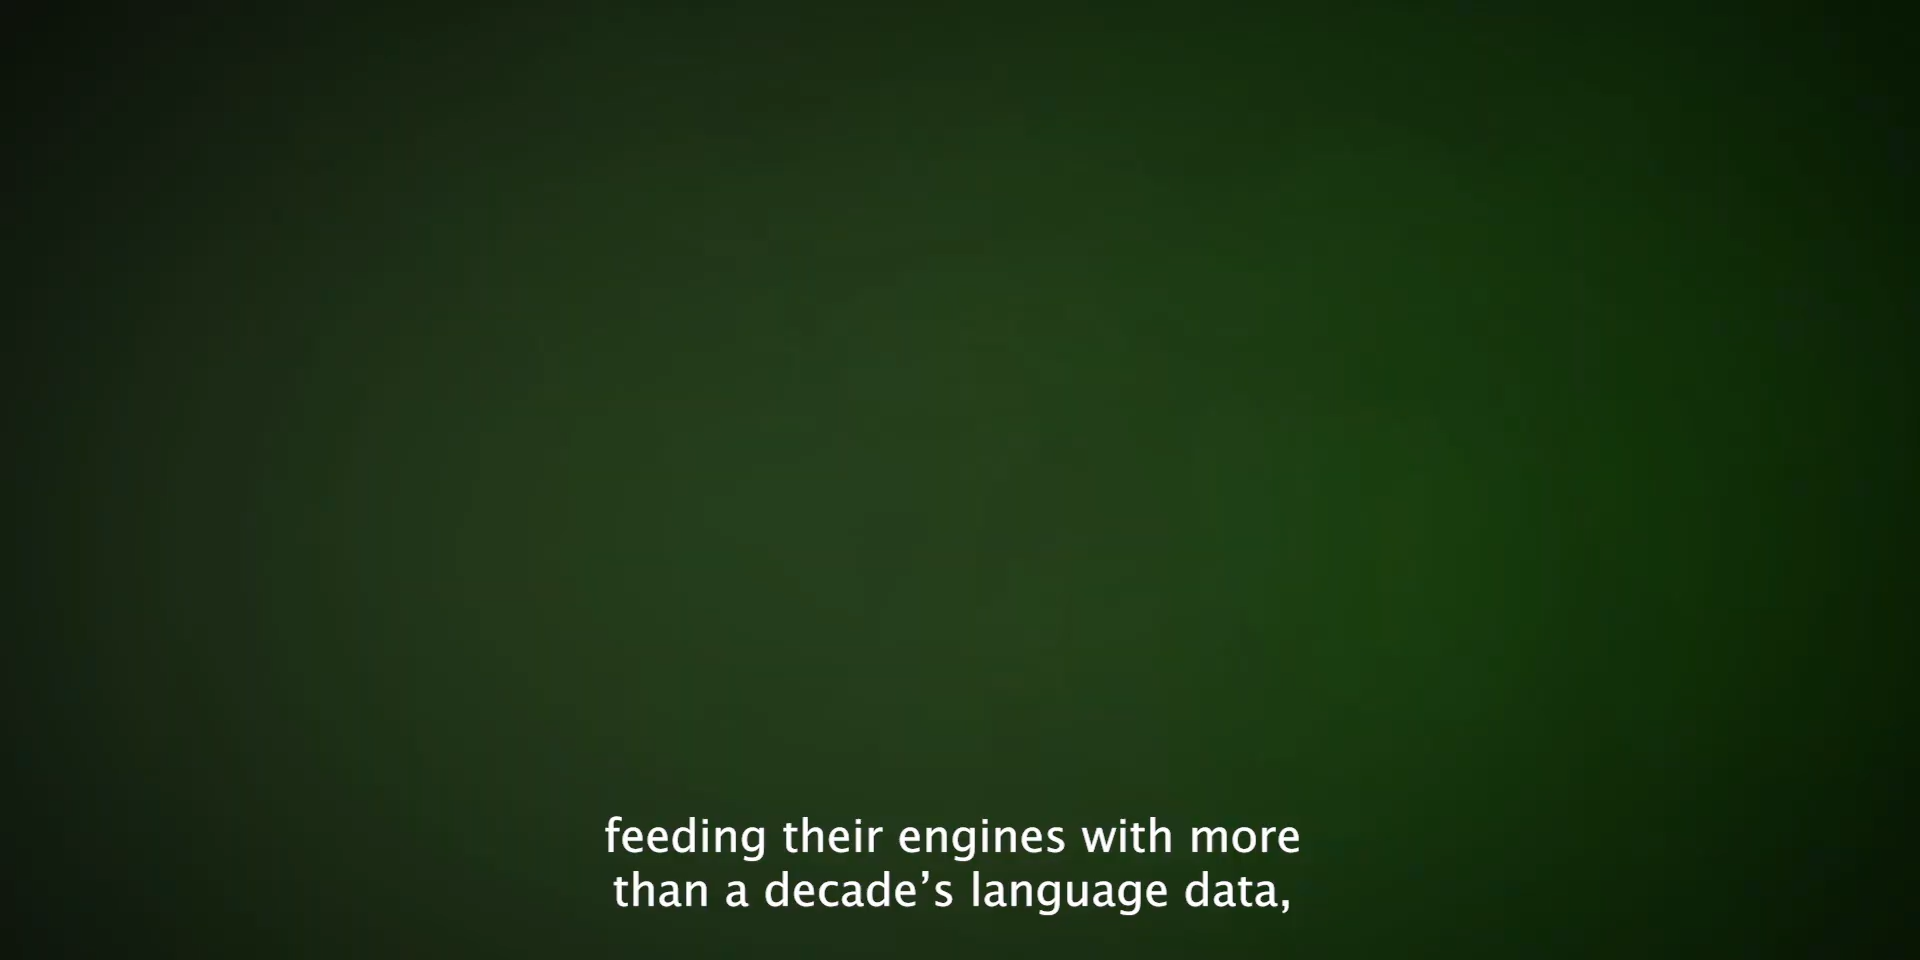 feeding their engines with more
than a decade’s language data,